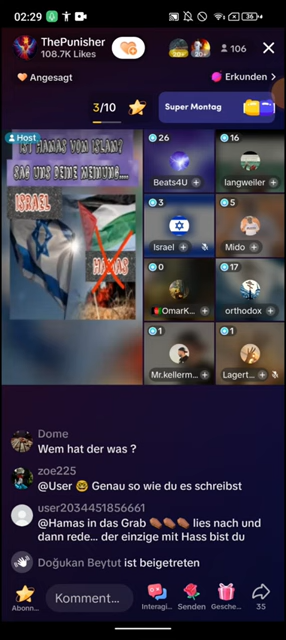 02:29
36
ThePunisher
108.7K Likes
20+
20+
106
Angesagt
Erkunden >
3/10
Super Montag
Host
IST HAMAS VON ISLAM?
SAG UNS DEINE MEINUNG...
ISRAEL
HAMAS
26
Beats4U
16
langweiler
3
Israel
5
Mido
0
OmarK...
17
orthodox
1
Mr.kellerm...
1
Lagert...
Dome
Wem hat der was ?
zoe225
@User 🤓 Genau so wie du es schreibst
user2034451856661
@Hamas in das Grab ⚰️⚰️⚰️ lies nach und
dann rede... der einzige mit Hass bist du
Doğukan Beytut ist beigetreten
Abonn...
Komment...
Interagi...
Senden
Gesche...
35